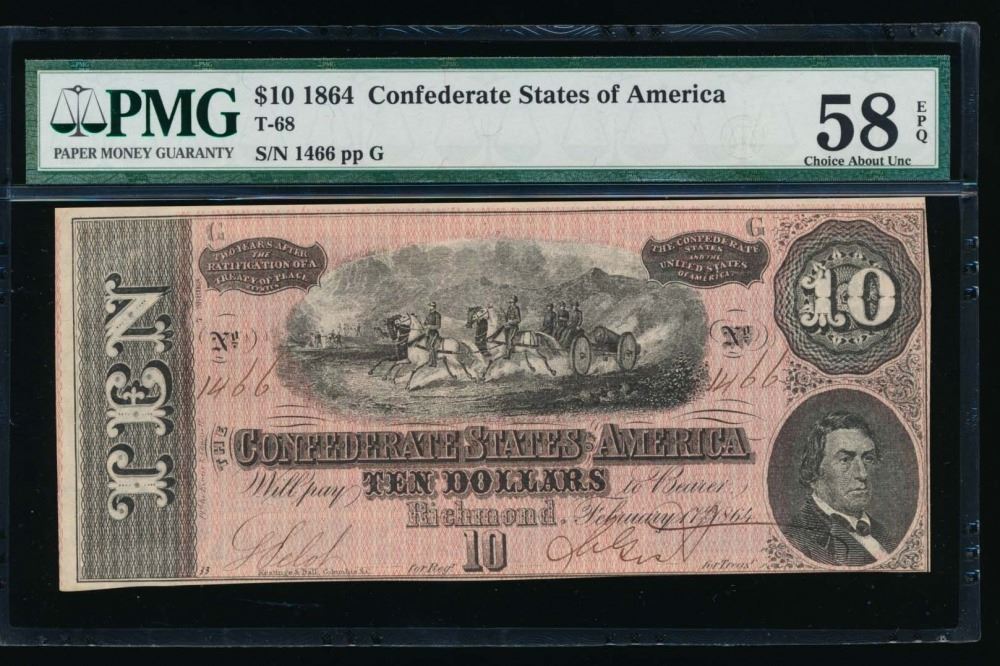 PMG
PAPER MONEY GUARANTY
$10 1864 Confederate States of America
T-68
S/N 1466 pp G
58 EPQ
Choice About Unc
G
G
TWO YEARS AFTER
THE
RATIFICATION OF A
TREATY OF PEACE
BETWEEN
THE CONFEDERATE
STATES
AND THE
UNITED STATES
OF AMERICA
10
TEN
No
No
1466
1466
THE
CONFEDERATE STATES OF AMERICA
Will pay TEN DOLLARS to Bearer
Richmond, February 17th 1864
10
for Regr
for Treasr